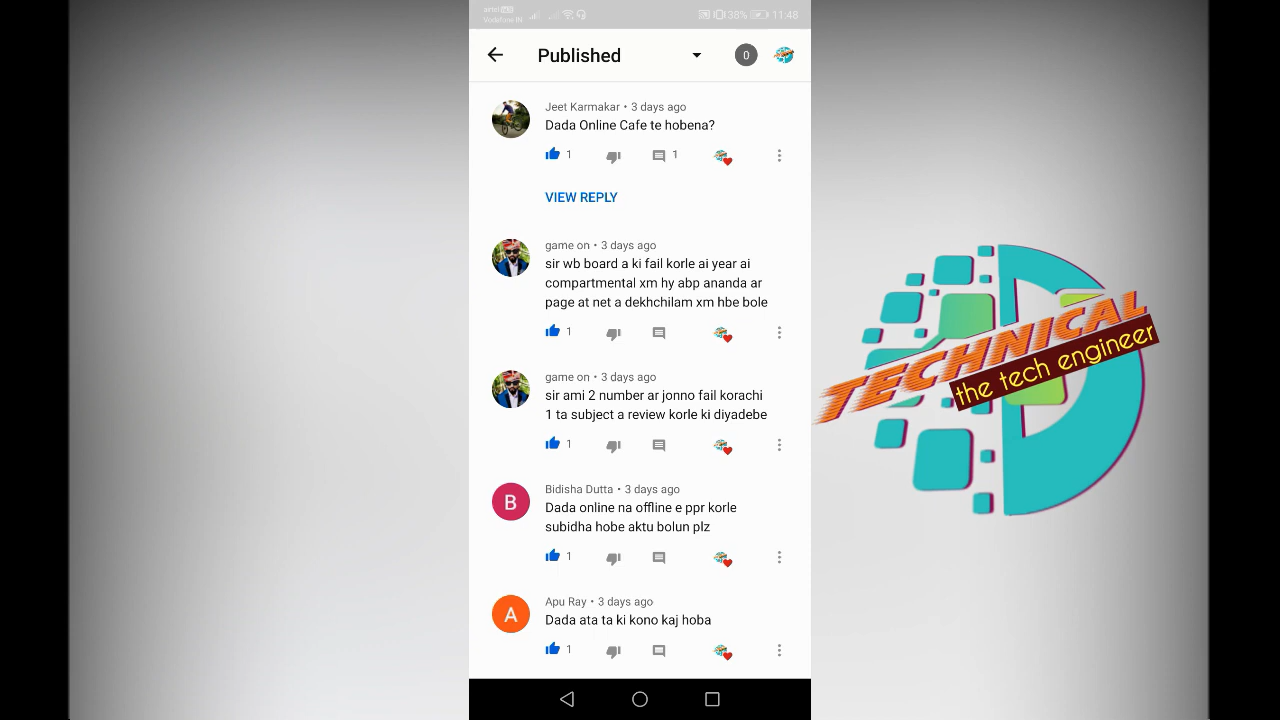 airtel
Vodafone IN
38%
11:48
Published
0
Jeet Karmakar • 3 days ago
Dada Online Cafe te hobena?
1
1
VIEW REPLY
game on • 3 days ago
sir wb board a ki fail korle ai year ai
compartmental xm hy abp ananda ar
page at net a dekhchilam xm hbe bole
1
game on • 3 days ago
sir ami 2 number ar jonno fail korachi
1 ta subject a review korle ki diyadebe
1
B
Bidisha Dutta • 3 days ago
Dada online na offline e ppr korle
subidha hobe aktu bolun plz
1
A
Apu Ray • 3 days ago
Dada ata ta ki kono kaj hoba
1
TECHNICAL
the tech engineer